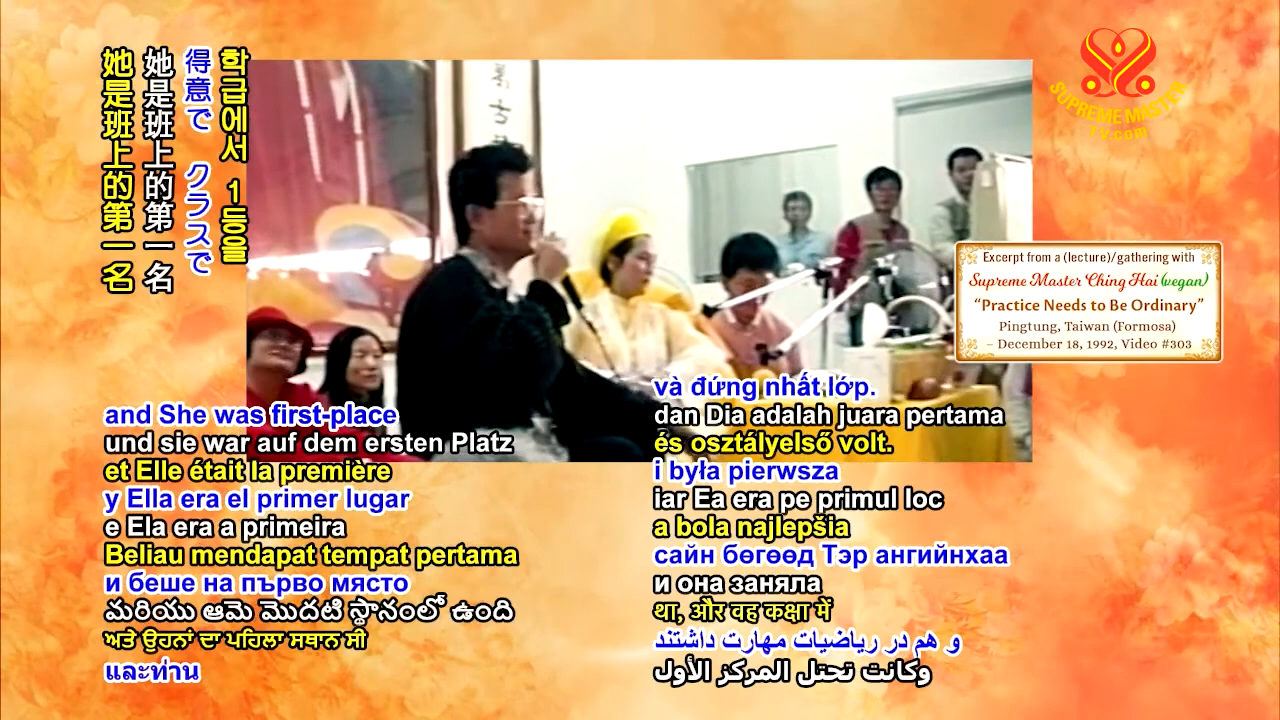 학급에서 1등을
得意で クラスで
她是班上的第一名
她是班上的第一名
SUPREME MASTER
TV.com
Excerpt from a (lecture)/gathering with
Supreme Master Ching Hai (vegan)
“Practice Needs to Be Ordinary”
Pingtung, Taiwan (Formosa)
– December 18, 1992, Video #303
and She was first-place
und sie war auf dem ersten Platz
et Elle était la première
y Ella era el primer lugar
e Ela era a primeira
Beliau mendapat tempat pertama
и беше на първо място
మరియు ఆమె మొదటి స్థానంలో ఉంది
ਅਤੇ ਉਹਨਾਂ ਦਾ ਪਹਿਲਾ ਸਥਾਨ ਸੀ
และท่าน
và đứng nhất lớp.
dan Dia adalah juara pertama
és osztályelső volt.
i była pierwsza
iar Ea era pe primul loc
a bola najlepšia
сайн бөгөөд Тэр ангийнхаа
и она заняла
था, और वह कक्षा में
و هم در ریاضیات مهارت داشتند
وكانت تحتل المركز الأول